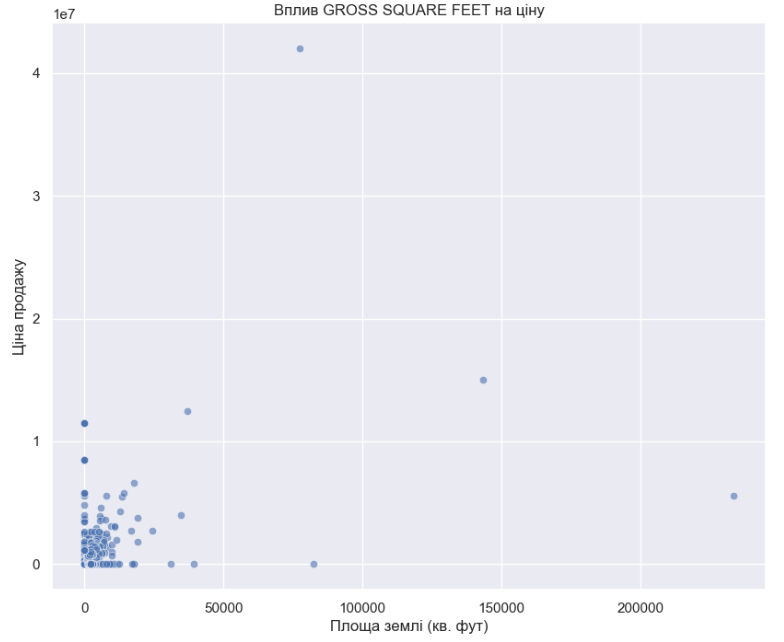 Вплив GROSS SQUARE FEET на ціну
1e7
4
3
2
1
0
Ціна продажу
0 50000 100000 150000 200000
Площа землі (кв. фут)